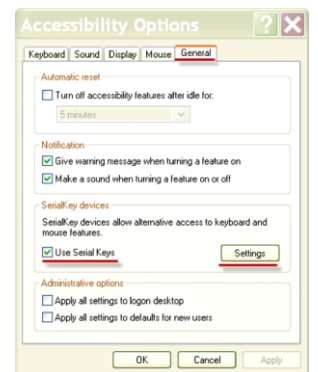 Accessibility Options
Keyboard Sound Display Mouse General
Automatic reset
Turn off accessibility features after idle for:
5 minutes
Notification
Give warning message when turning a feature on
Make a sound when turning a feature on or off
SerialKey devices
SerialKey devices allow alternative access to keyboard and
mouse features.
Use Serial Keys Settings
Administrative options
Apply all settings to logon desktop
Apply all settings to defaults for new users
OK Cancel Apply